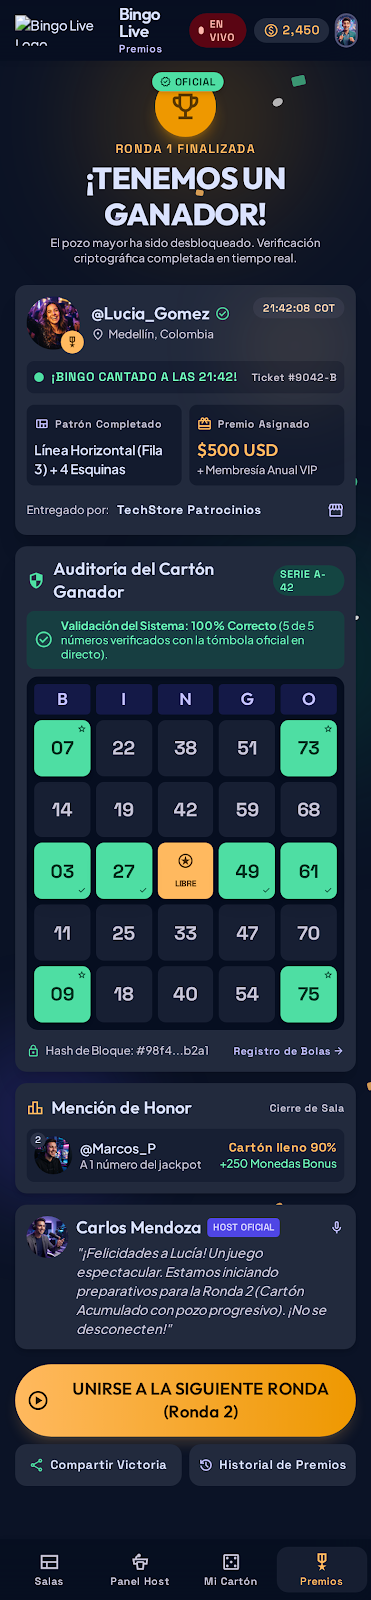 Bingo Live
Logo
Bingo
Live
Premios
EN
VIVO
2,450
OFICIAL
RONDA 1 FINALIZADA
¡TENEMOS UN
GANADOR!
El pozo mayor ha sido desbloqueado. Verificación
criptográfica completada en tiempo real.
@Lucia_Gomez
21:42:08 COT
Medellín, Colombia
¡BINGO CANTADO A LAS 21:42!
Ticket #9042-B
Patrón Completado
Línea Horizontal (Fila
3) + 4 Esquinas
Premio Asignado
$500 USD
+ Membresía Anual VIP
Entregado por: TechStore Patrocinios
Auditoría del Cartón
Ganador
SERIE A-
42
Validación del Sistema: 100% Correcto (5 de 5
números verificados con la tómbola oficial en
directo).
B I N G O
07 22 38 51 73
14 19 42 59 68
03 27 LIBRE 49 61
11 25 33 47 70
09 18 40 54 75
Hash de Bloque: #98f4...b2a1
Registro de Bolas →
Mención de Honor
Cierre de Sala
2
@Marcos_P
A 1 número del jackpot
Cartón lleno 90%
+250 Monedas Bonus
Carlos Mendoza
HOST OFICIAL
"¡Felicidades a Lucía! Un juego
espectacular. Estamos iniciando
preparativos para la Ronda 2 (Cartón
Acumulado con pozo progresivo). ¡No se
desconecten!"
UNIRSE A LA SIGUIENTE RONDA
(Ronda 2)
Compartir Victoria
Historial de Premios
Salas
Panel Host
Mi Cartón
Premios